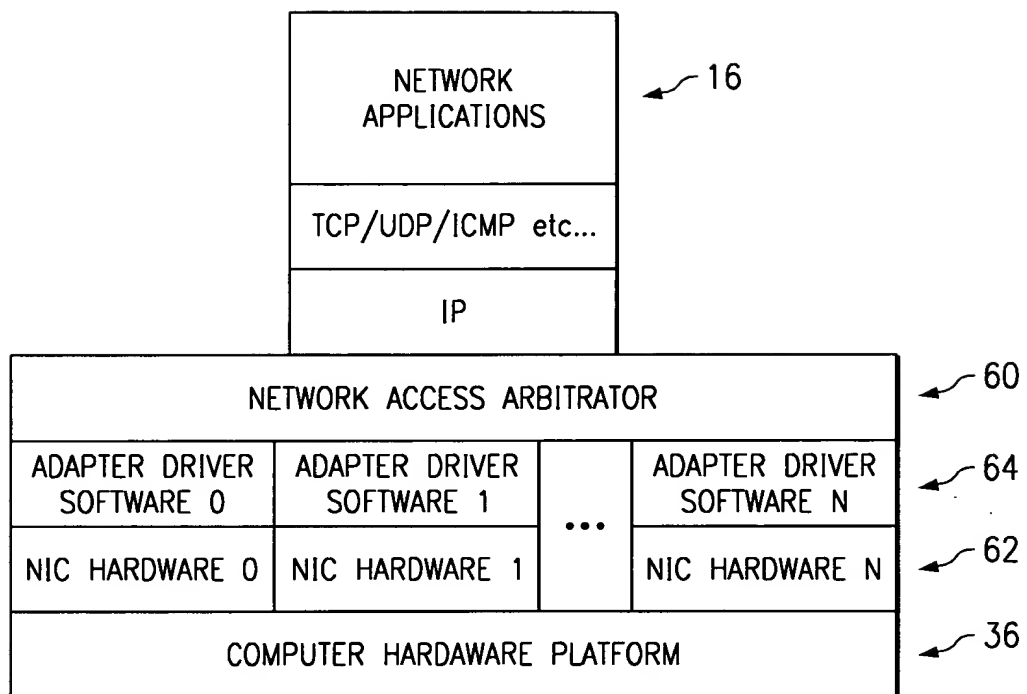 NETWORK
APPLICATIONS
16
TCP/UDP/ICMP etc...
IP
NETWORK ACCESS ARBITRATOR
60
ADAPTER DRIVER
SOFTWARE 0
ADAPTER DRIVER
SOFTWARE 1
...
ADAPTER DRIVER
SOFTWARE N
64
NIC HARDWARE 0
NIC HARDWARE 1
NIC HARDWARE N
62
COMPUTER HARDAWARE PLATFORM
36